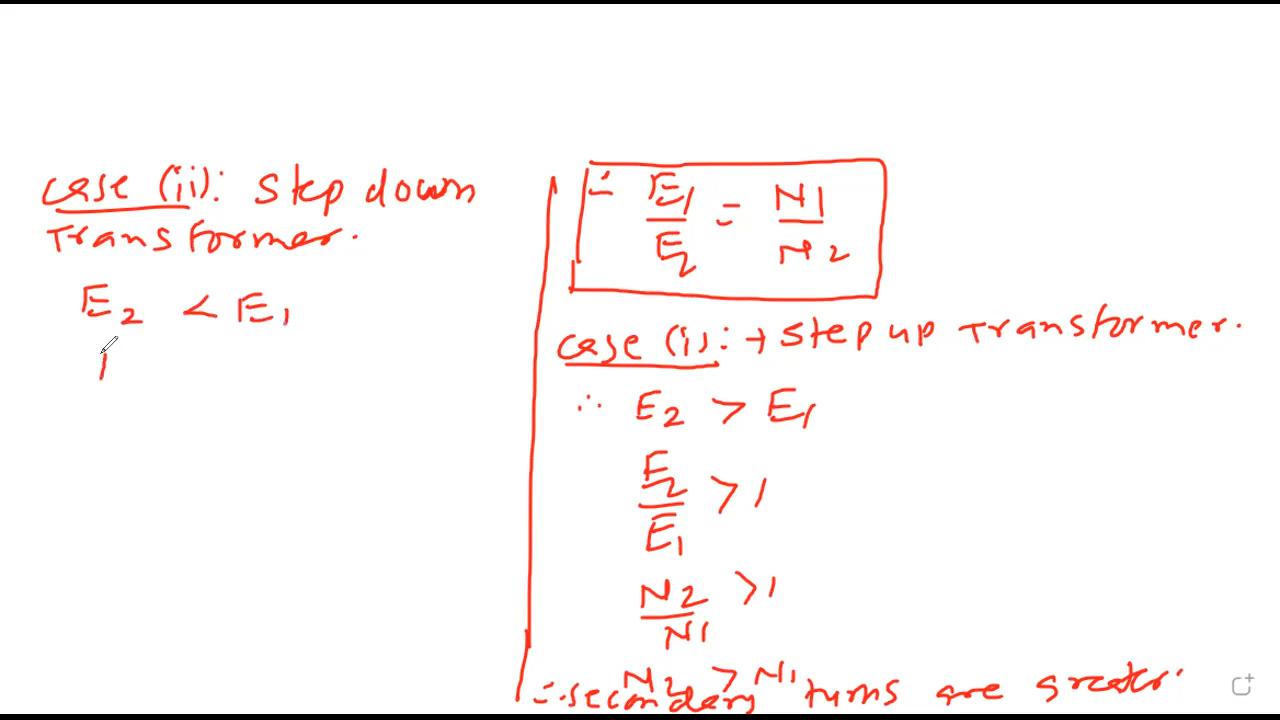 case (ii): Step down
Transformer.
E2 < E1
∴ E1/E2 = N1/N2
case (i): → Step up Transformer.
∴ E2 > E1
E2/E1 > 1
N2/N1 > 1
N2 > N1
∴ secondary turns are greater.